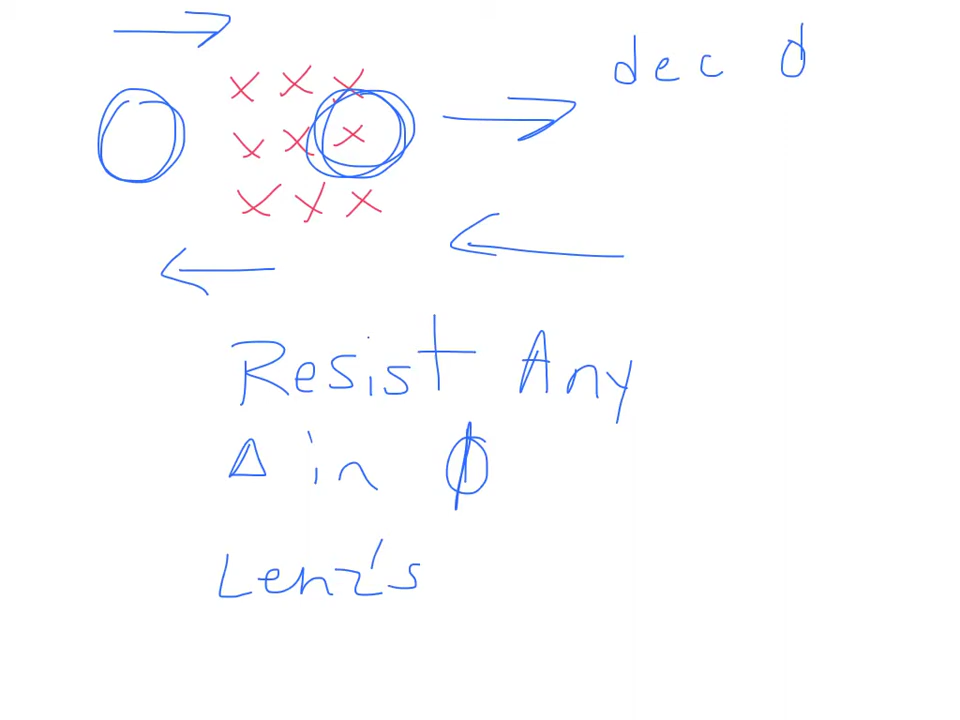 dec ϕ
x x x
x x x
x x x
Resist Any
Δ in ϕ
Lenz's